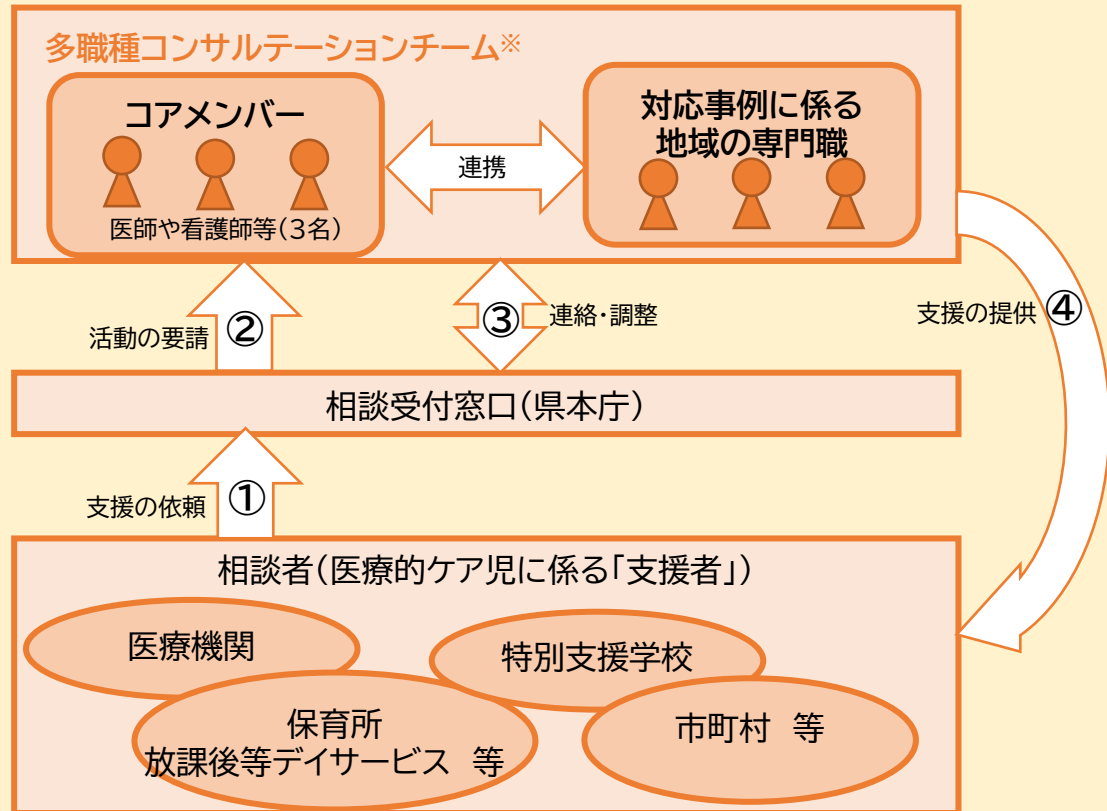 多職種コンサルテーションチーム※
コアメンバー
医師や看護師等(3名)
連携
対応事例に係る
地域の専門職
活動の要請
②
③
連絡・調整
支援の提供
④
相談受付窓口(県本庁)
支援の依頼
①
相談者(医療的ケア児に係る「支援者」)
医療機関
特別支援学校
保育所
放課後等デイサービス 等
市町村 等